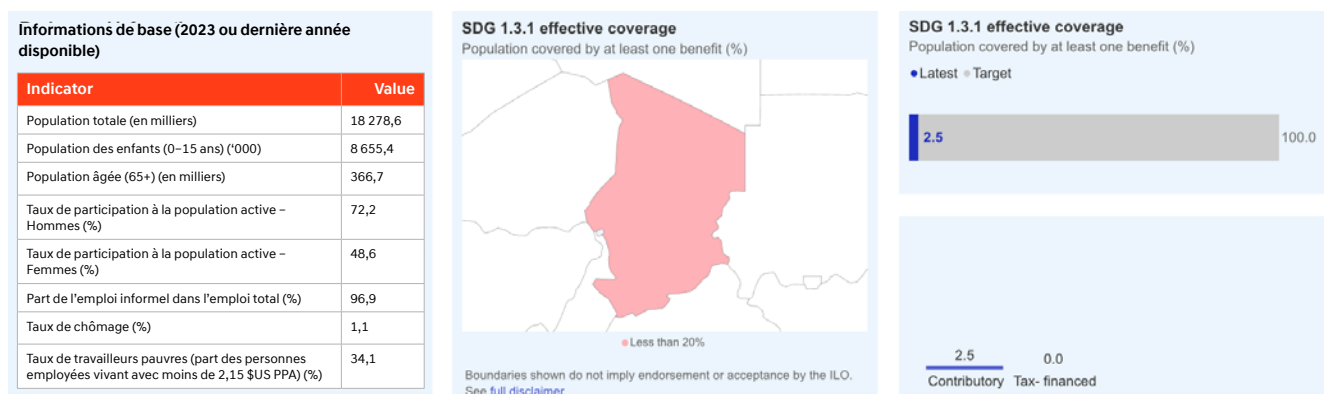 Informations de base (2023 ou dernière année
disponible)
Indicator Value
Population totale (en milliers) 18 278,6
Population des enfants (0–15 ans) (‘000) 8 655,4
Population âgée (65+) (en milliers) 366,7
Taux de participation à la population active –
Hommes (%) 72,2
Taux de participation à la population active –
Femmes (%) 48,6
Part de l’emploi informel dans l’emploi total (%) 96,9
Taux de chômage (%) 1,1
Taux de travailleurs pauvres (part des personnes
employées vivant avec moins de 2,15 $US PPA) (%) 34,1
SDG 1.3.1 effective coverage
Population covered by at least one benefit (%)
Less than 20%
Boundaries shown do not imply endorsement or acceptance by the ILO.
See full disclaimer
SDG 1.3.1 effective coverage
Population covered by at least one benefit (%)
Latest Target
2.5 100.0
2.5 0.0
Contributory Tax- financed